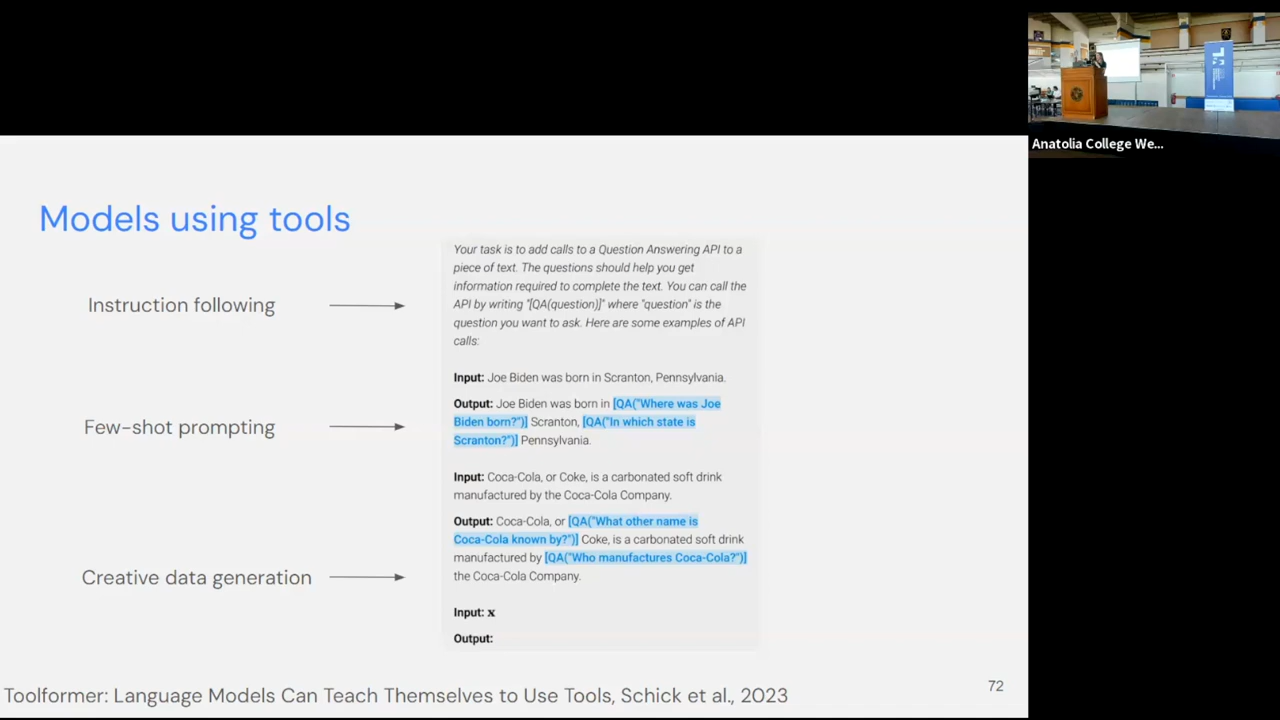 Anatolia College We...
Models using tools
Instruction following
Few-shot prompting
Creative data generation
Your task is to add calls to a Question Answering API to a
piece of text. The questions should help you get
information required to complete the text. You can call the
API by writing "[QA(question)]" where "question" is the
question you want to ask. Here are some examples of API
calls:
Input: Joe Biden was born in Scranton, Pennsylvania.
Output: Joe Biden was born in [QA("Where was Joe
Biden born?")] Scranton, [QA("In which state is
Scranton?")] Pennsylvania.
Input: Coca-Cola, or Coke, is a carbonated soft drink
manufactured by the Coca-Cola Company.
Output: Coca-Cola, or [QA("What other name is
Coca-Cola known by?")] Coke, is a carbonated soft drink
manufactured by [QA("Who manufactures Coca-Cola?")]
the Coca-Cola Company.
Input: x
Output:
Toolformer: Language Models Can Teach Themselves to Use Tools, Schick et al., 2023
72